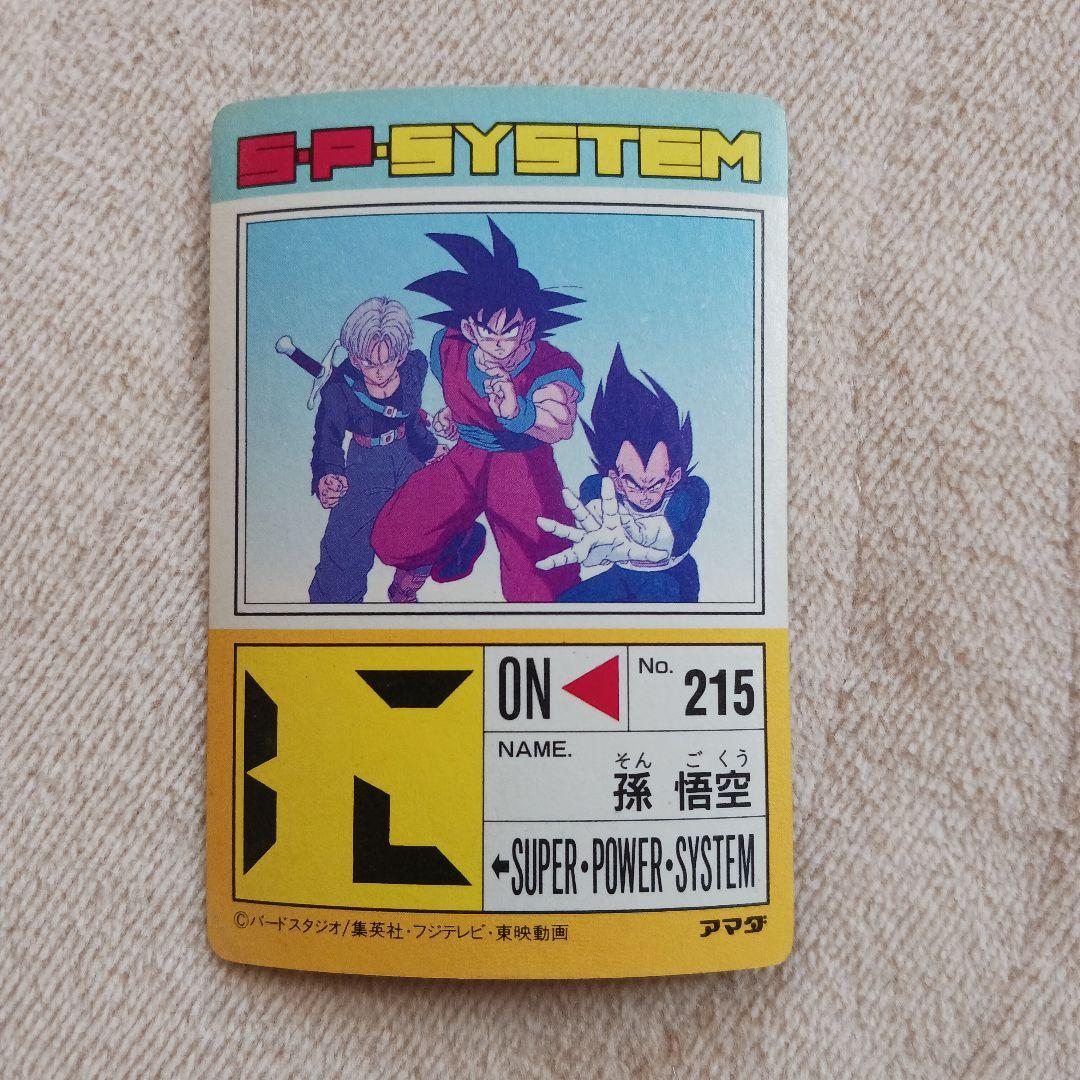 S・P・SYSTEM
ON
No. 215
NAME.
そん ご くう
孫 悟空
←SUPER・POWER・SYSTEM
©バードスタジオ/集英社・フジテレビ・東映動画
アマダ